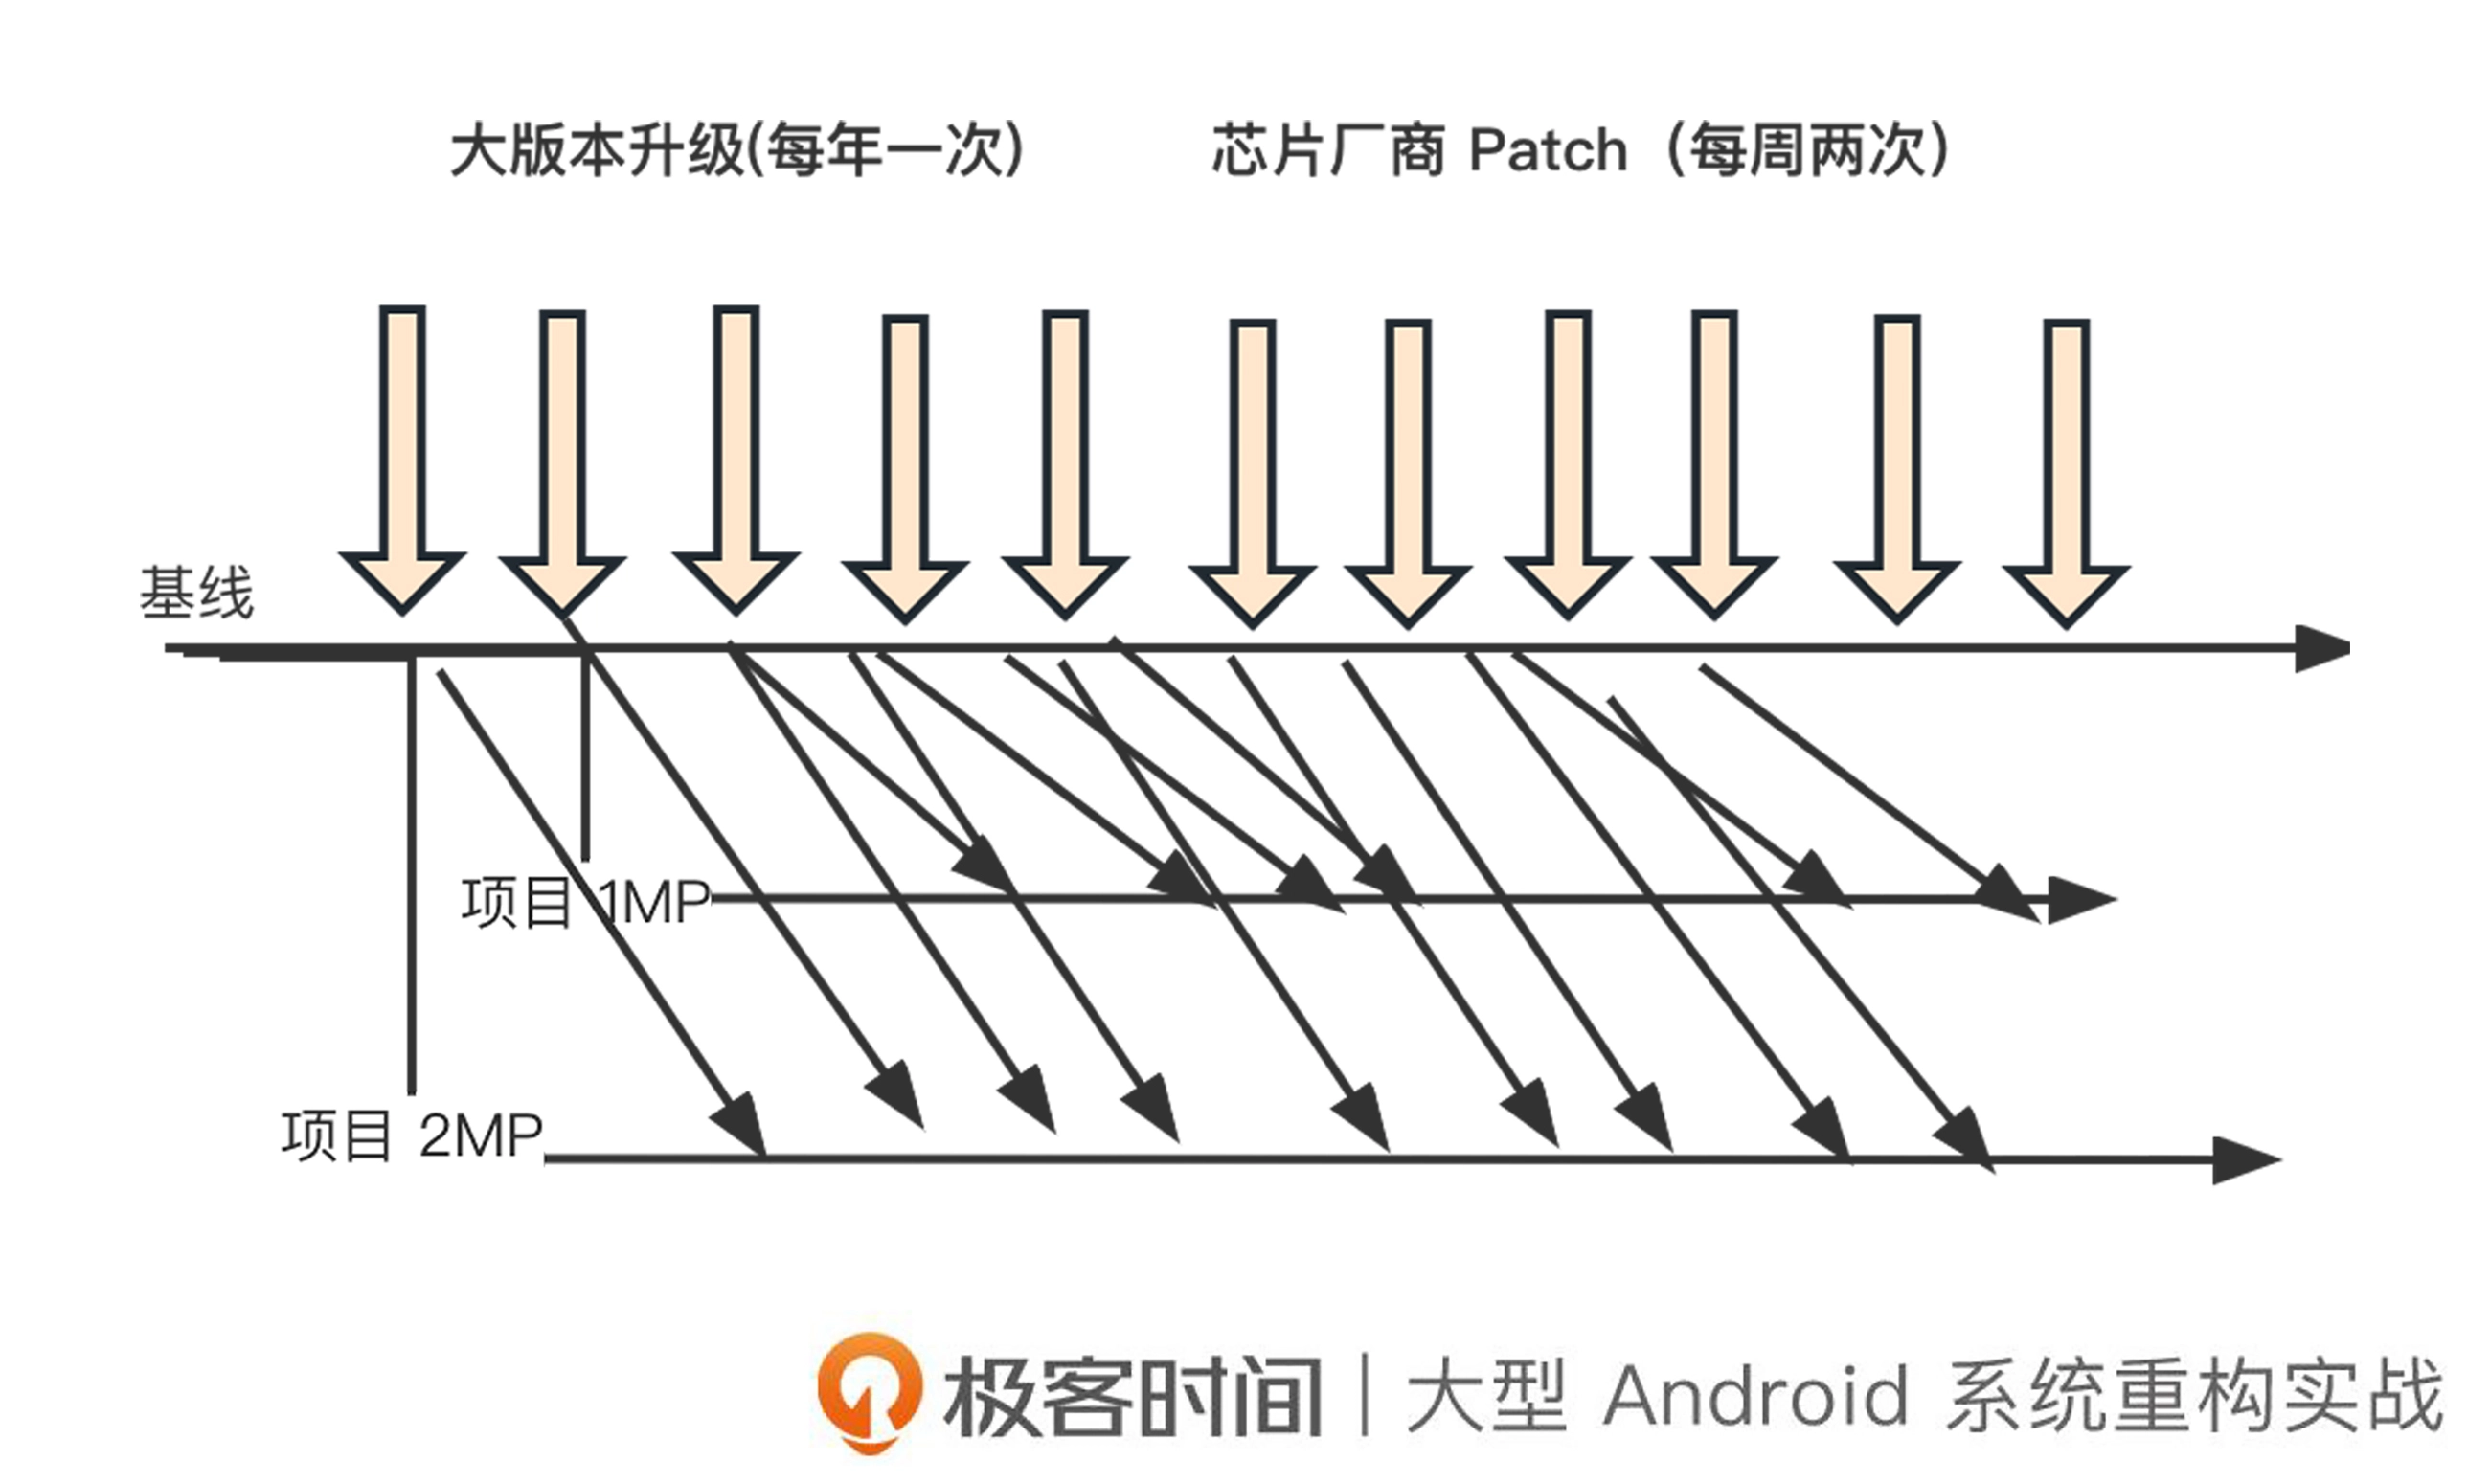 大版本升级(每年一次)
芯片厂商 Patch（每周两次）
基线
项目 1MP
项目 2MP
极客时间 | 大型 Android 系统重构实战